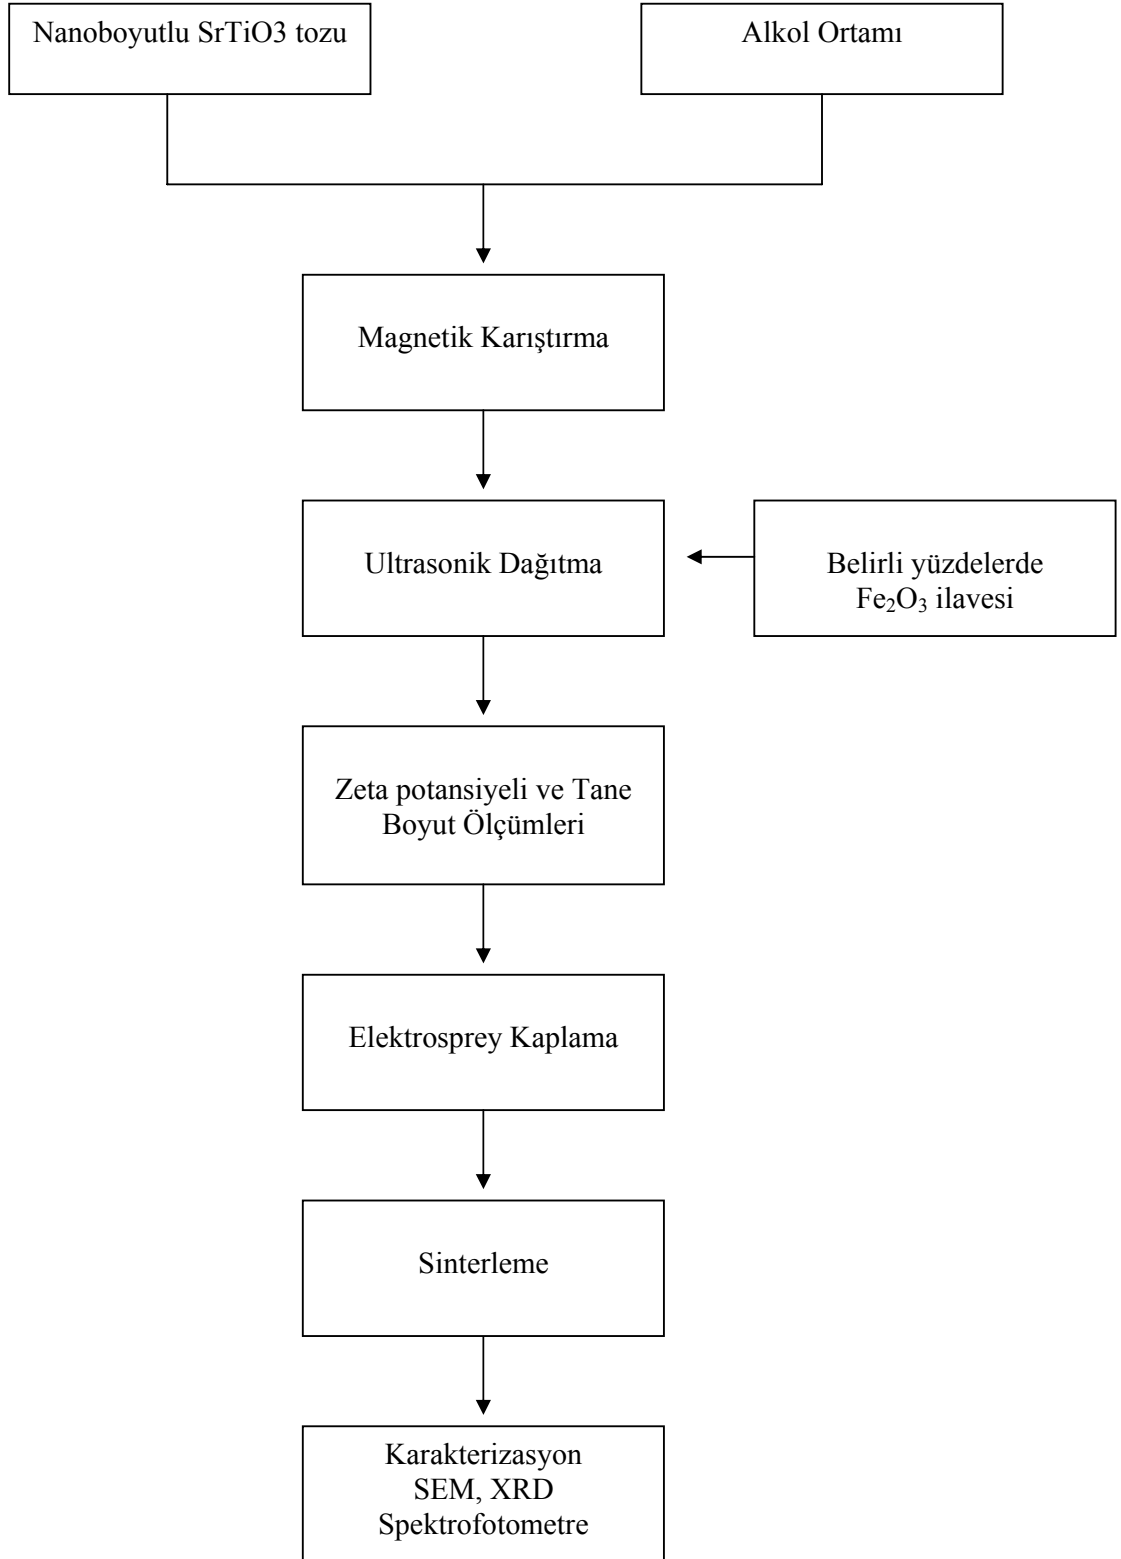 Nanoboyutlu SrTiO3 tozu
Alkol Ortamı
Magnetik Karıştırma
Ultrasonik Dağıtma
Belirli yüzdelerde
Fe₂O₃ ilavesi
Zeta potansiyeli ve Tane
Boyut Ölçümleri
Elektrosprey Kaplama
Sinterleme
Karakterizasyon
SEM, XRD
Spektrofotometre